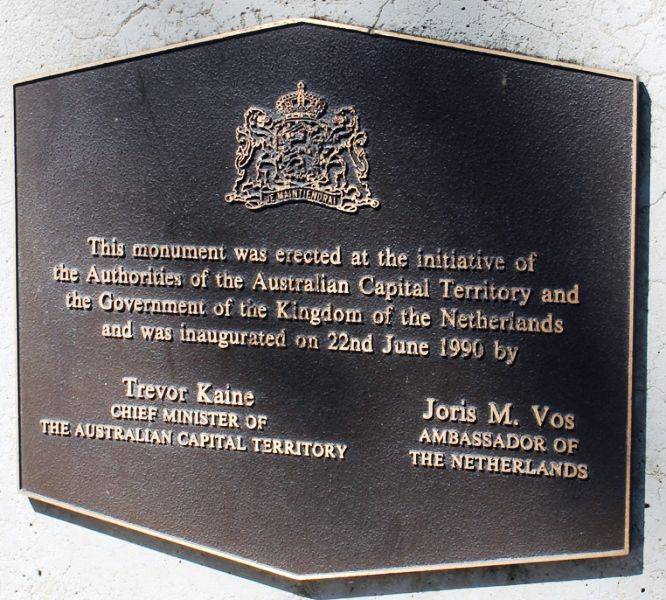 JE MAINTIENDRAI
This monument was erected at the initiative of
the Authorities of the Australian Capital Territory and
the Government of the Kingdom of the Netherlands
and was inaugurated on 22nd June 1990 by
Trevor Kaine
CHIEF MINISTER OF
THE AUSTRALIAN CAPITAL TERRITORY
Joris M. Vos
AMBASSADOR OF
THE NETHERLANDS